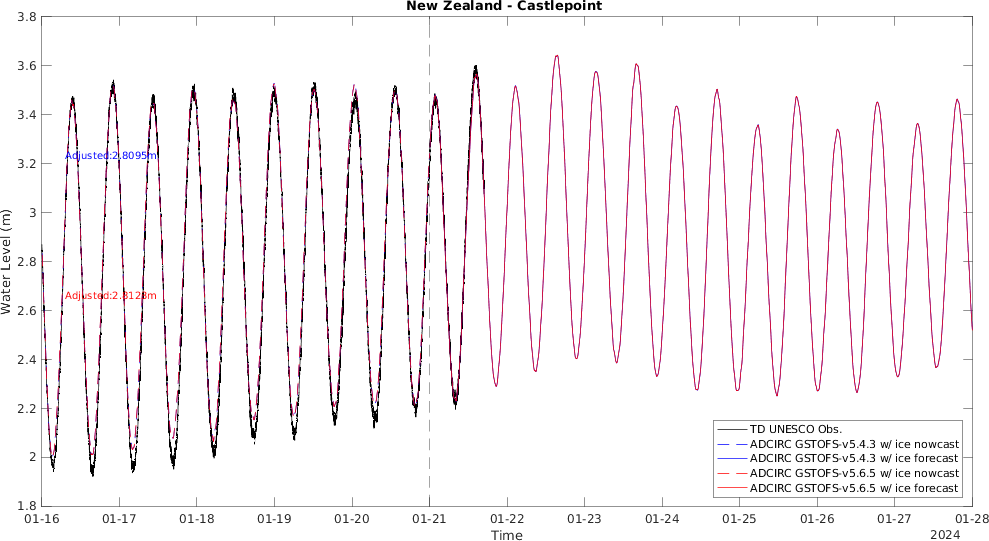 New Zealand - Castlepoint
3.8
3.6
3.4
3.2
3
2.8
2.6
2.4
2.2
2
1.8
Water Level (m)
Adjusted:2.8095m
Adjusted:2.8128m
TD UNESCO Obs.
ADCIRC GSTOFS-v5.4.3 w/ ice nowcast
ADCIRC GSTOFS-v5.4.3 w/ ice forecast
ADCIRC GSTOFS-v5.6.5 w/ ice nowcast
ADCIRC GSTOFS-v5.6.5 w/ ice forecast
01-16 01-17 01-18 01-19 01-20 01-21 01-22 01-23 01-24 01-25 01-26 01-27 01-28
Time
2024